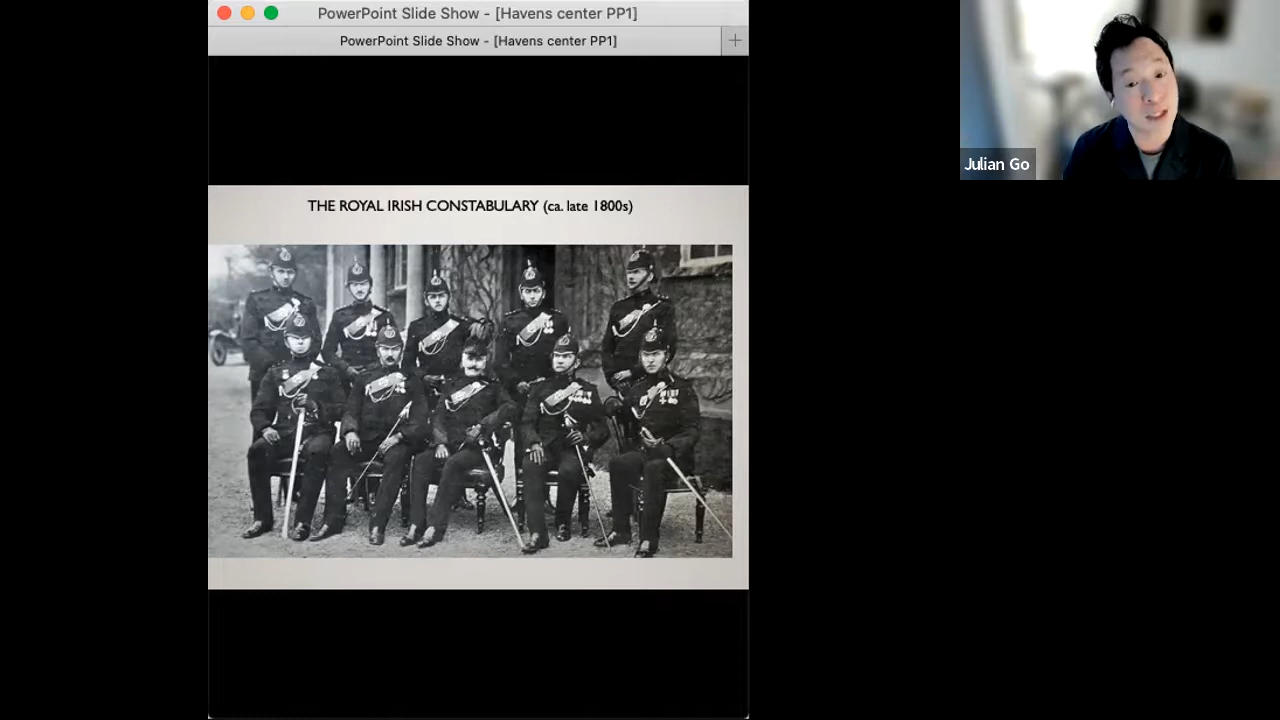 PowerPoint Slide Show - [Havens center PP1]
PowerPoint Slide Show - [Havens center PP1]
THE ROYAL IRISH CONSTABULARY (ca. late 1800s)
Julian Go